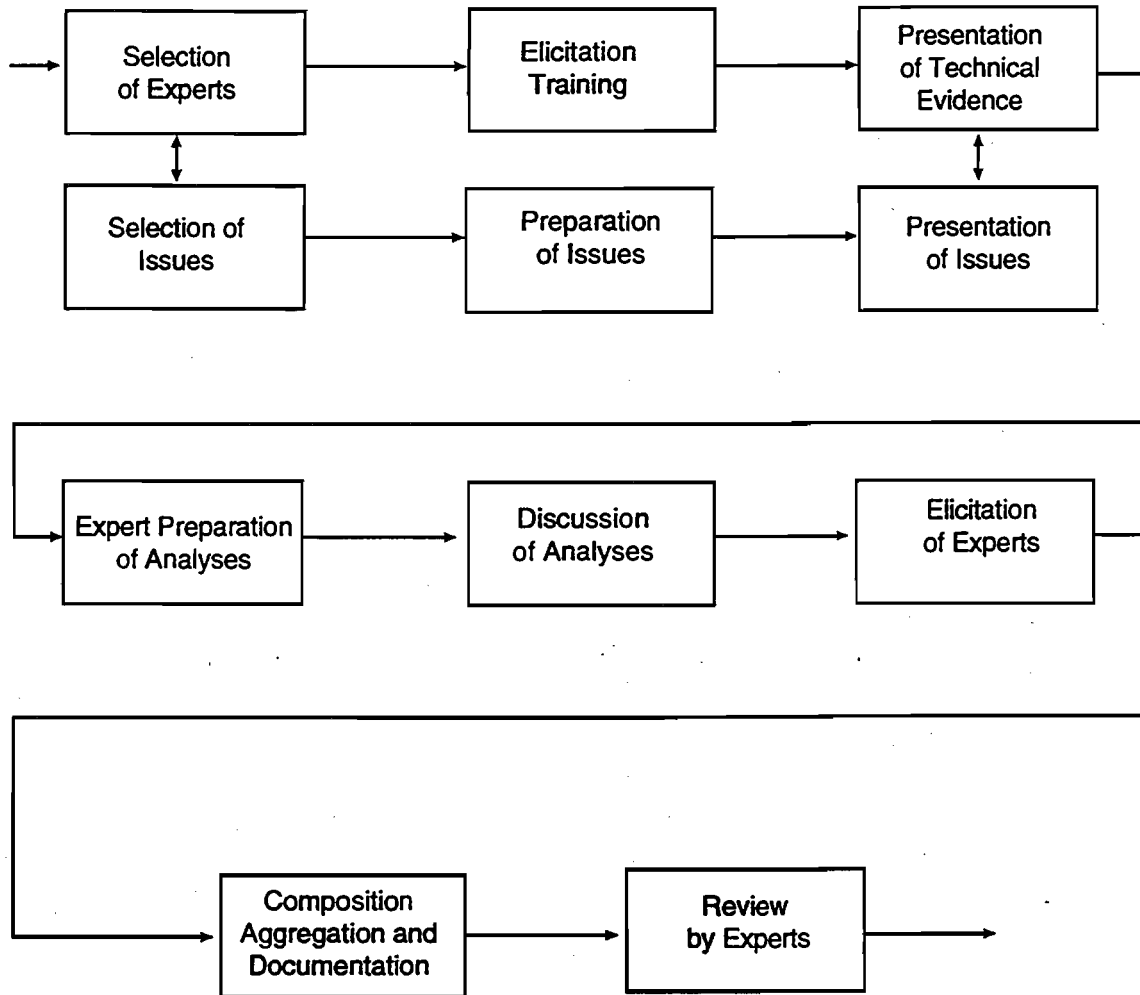 Selection
of Experts
Elicitation
Training
Presentation
of Technical
Evidence
Selection of
Issues
Preparation
of Issues
Presentation
of Issues
Expert Preparation
of Analyses
Discussion
of Analyses
Elicitation
of Experts
Composition
Aggregation and
Documentation
Review
by Experts